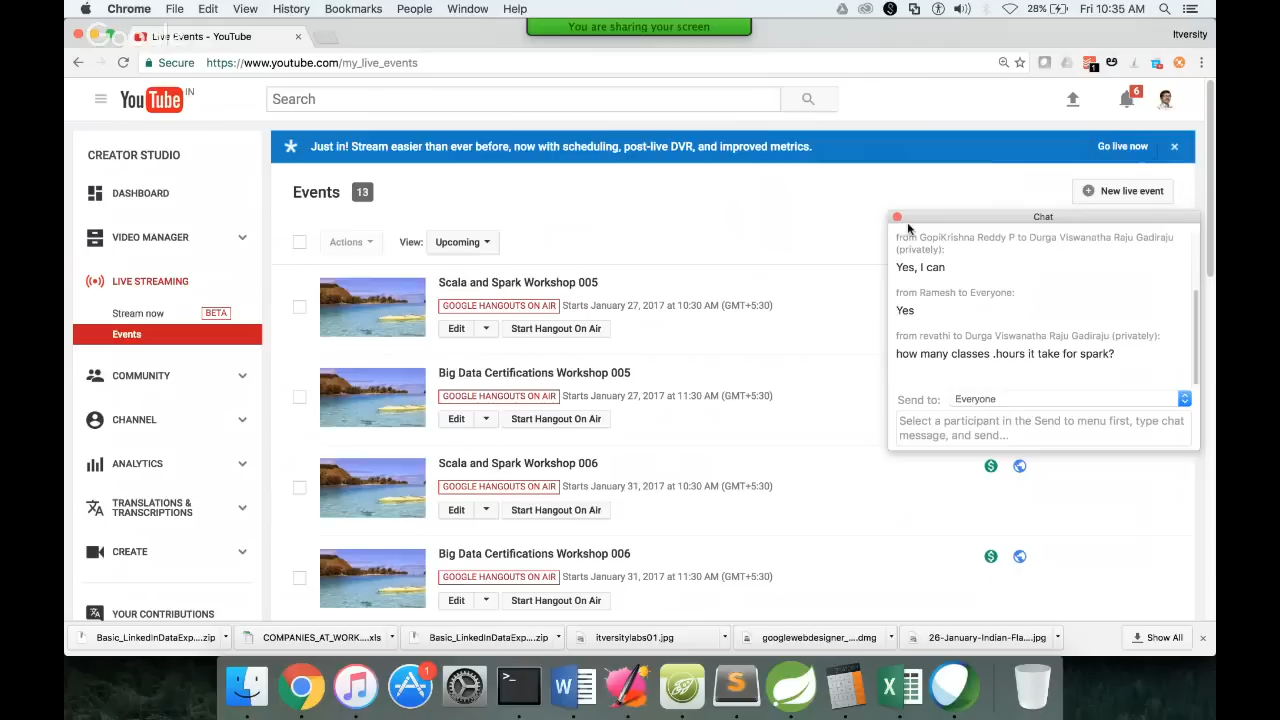 Chrome File Edit View History Bookmarks People Window Help
28% Fri 10:35 AM
You are sharing your screen
Live Events - YouTube
Itversity
Secure https://www.youtube.com/my_live_events
1
YouTube IN
Search
6
CREATOR STUDIO
DASHBOARD
VIDEO MANAGER
LIVE STREAMING
Stream now BETA
Events
COMMUNITY
CHANNEL
ANALYTICS
TRANSLATIONS &
TRANSCRIPTIONS
CREATE
YOUR CONTRIBUTIONS
Just in! Stream easier than ever before, now with scheduling, post-live DVR, and improved metrics.
Go live now
Events 13
New live event
Actions View: Upcoming
Scala and Spark Workshop 005
GOOGLE HANGOUTS ON AIR Starts January 27, 2017 at 10:30 AM (GMT+5:30)
Edit Start Hangout On Air
Big Data Certifications Workshop 005
GOOGLE HANGOUTS ON AIR Starts January 27, 2017 at 11:30 AM (GMT+5:30)
Edit Start Hangout On Air
Scala and Spark Workshop 006
GOOGLE HANGOUTS ON AIR Starts January 31, 2017 at 10:30 AM (GMT+5:30)
Edit Start Hangout On Air
Big Data Certifications Workshop 006
GOOGLE HANGOUTS ON AIR Starts January 31, 2017 at 11:30 AM (GMT+5:30)
Edit Start Hangout On Air
Chat
from GopiKrishna Reddy P to Durga Viswanatha Raju Gadiraju
(privately):
Yes, I can
from Ramesh to Everyone:
Yes
from revathi to Durga Viswanatha Raju Gadiraju (privately):
how many classes .hours it take for spark?
Send to: Everyone
Select a participant in the Send to menu first, type chat
message, and send...
Basic_LinkedInDataExp....zip
COMPANIES_AT_WORK....xls
Basic_LinkedInDataExp....zip
itversitylabs01.jpg
googlewebdesigner_....dmg
26-January-Indian-Fla....jpg
Show All
1